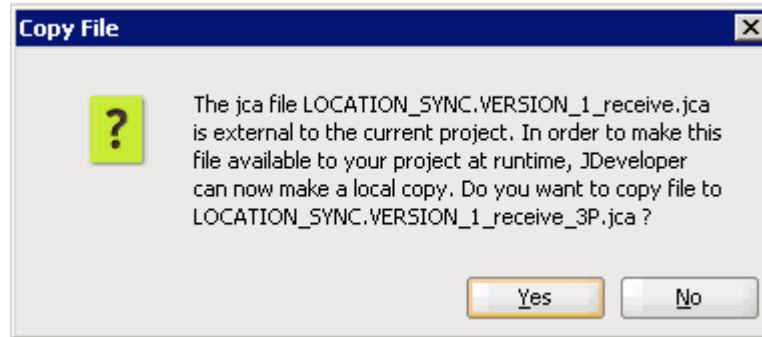 Copy File
The jca file LOCATION_SYNC.VERSION_1_receive.jca
is external to the current project. In order to make this
file available to your project at runtime, JDeveloper
can now make a local copy. Do you want to copy file to
LOCATION_SYNC.VERSION_1_receive_3P.jca ?
Yes No